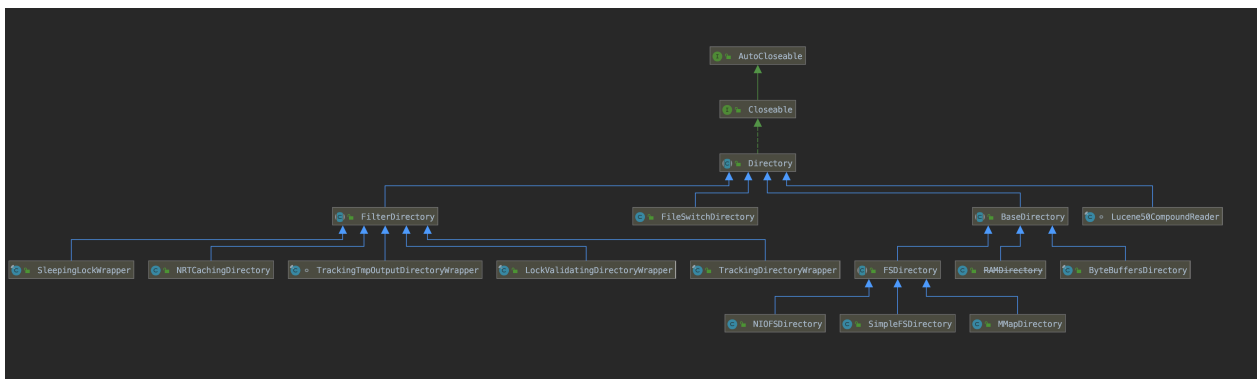 AutoCloseable
Closeable
Directory
FilterDirectory FileSwitchDirectory BaseDirectory Lucene50CompoundReader
SleepingLockWrapper NRTCachingDirectory TrackingTmpOutputDirectoryWrapper LockValidatingDirectoryWrapper TrackingDirectoryWrapper FSDirectory RAMDirectory ByteBuffersDirectory
NIOFSDirectory SimpleFSDirectory MMapDirectory